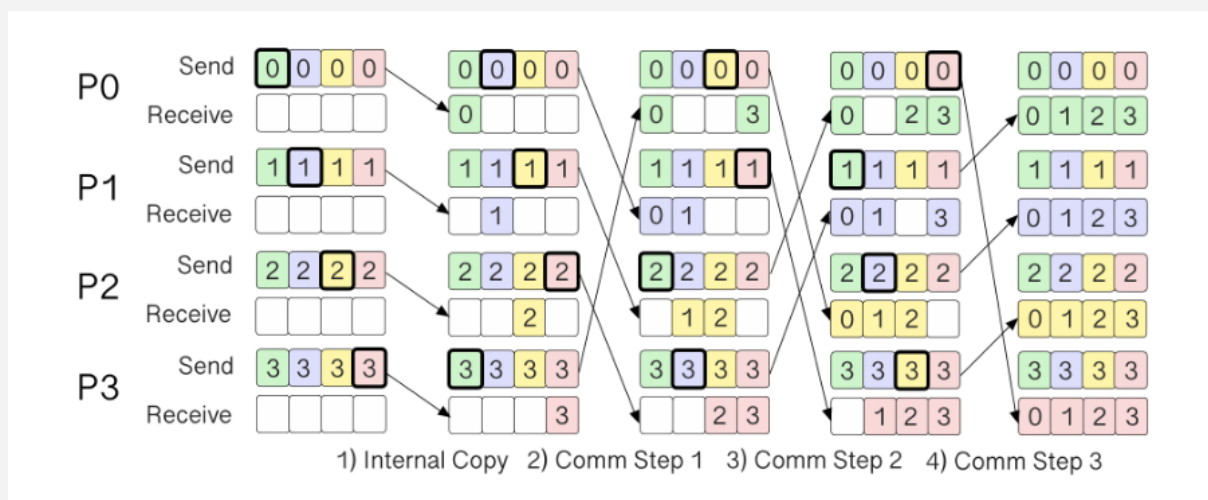 Send 0 0 0 0 0 0 0 0 0 0 0 0 0 0 0 0 0 0 0 0
P0
Receive 0 0 3 0 2 3 0 1 2 3
Send 1 1 1 1 1 1 1 1 1 1 1 1 1 1 1 1 1 1 1 1
P1
Receive 1 0 1 0 1 3 0 1 2 3
Send 2 2 2 2 2 2 2 2 2 2 2 2 2 2 2 2 2 2 2 2
P2
Receive 2 1 2 0 1 2 0 1 2 3
Send 3 3 3 3 3 3 3 3 3 3 3 3 3 3 3 3 3 3 3 3
P3
Receive 3 2 3 1 2 3 0 1 2 3
1) Internal Copy 2) Comm Step 1 3) Comm Step 2 4) Comm Step 3